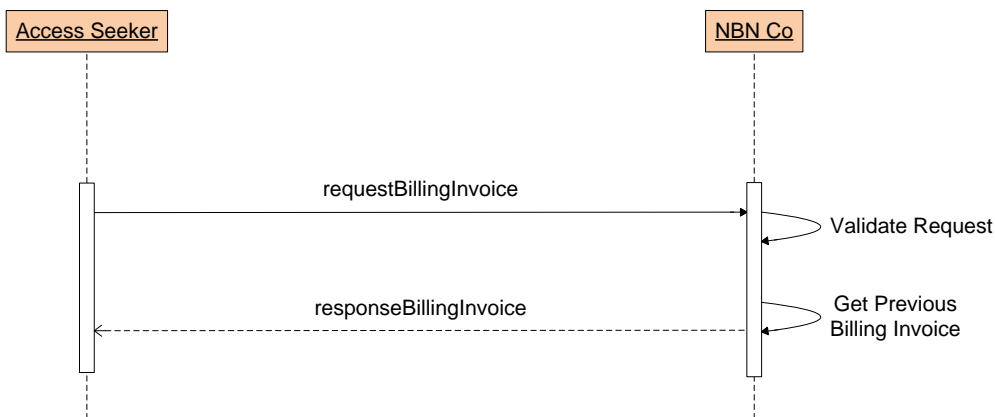 Access Seeker
NBN Co
requestBillingInvoice
Validate Request
responseBillingInvoice
Get Previous
Billing Invoice